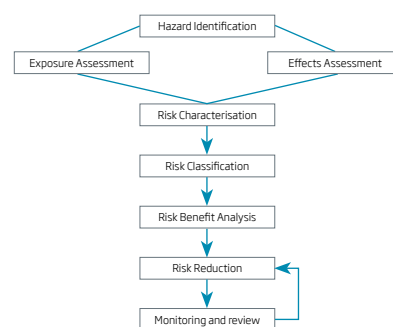 Hazard Identification
Exposure Assessment
Effects Assessment
Risk Characterisation
Risk Classification
Risk Benefit Analysis
Risk Reduction
Monitoring and review